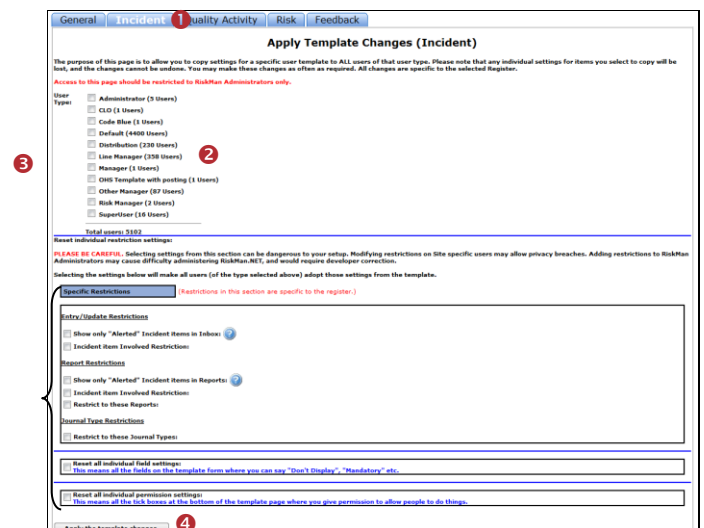 General Incident 1 uality Activity Risk Feedback
Apply Template Changes (Incident)
The purpose of this page is to allow you to copy settings for a specific user template to ALL users of that user type. Please note that any individual settings for items you select to copy will be
lost, and the changes cannot be undone. You may make these changes as often as required. All changes are specific to the selected Register.
Access to this page should be restricted to RiskMan Administrators only.
User
Type:
Administrator (5 Users)
CLO (1 Users)
Code Blue (1 Users)
Default (4400 Users)
Distribution (230 Users)
Line Manager (358 Users)
2
3
Manager (1 Users)
OHS Template with posting (1 Users)
Other Manager (87 Users)
Risk Manager (2 Users)
SuperUser (16 Users)
Total users: 5102
Reset individual restriction settings:
PLEASE BE CAREFUL. Selecting settings from this section can be dangerous to your setup. Modifying restrictions on Site specific users may allow privacy breaches. Adding restrictions to RiskMan
Administrators may cause difficulty administering RiskMan.NET, and would require developer correction.
Selecting the settings below will make all users (of the type selected above) adopt those settings from the template.
Specific Restrictions (Restrictions in this section are specific to the register.)
Entry/Update Restrictions
Show only "Alerted" Incident items in Inbox: ?
Incident item Involved Restriction:
Report Restrictions
Show only "Alerted" Incident items in Reports: ?
Incident item Involved Restriction:
Restrict to these Reports:
Journal Type Restrictions
Restrict to these Journal Types:
Reset all individual field settings:
This means all the fields on the template form where you can say "Don't Display", "Mandatory" etc.
Reset all individual permission settings:
This means all the tick boxes at the bottom of the template page where you give permission to allow people to do things.
Apply the template changes 4